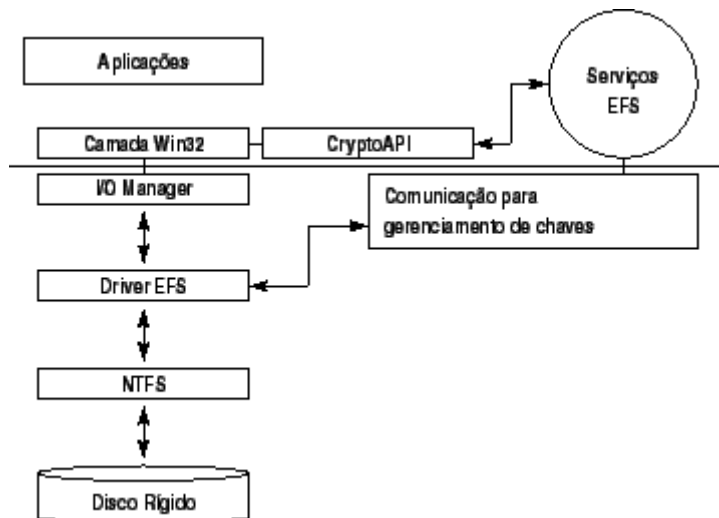 Aplicações
Serviços
EFS
Camada Win32
CryptoAPI
I/O Manager
Comunicação para
gerenciamento de chaves
Driver EFS
NTFS
Disco Rígido